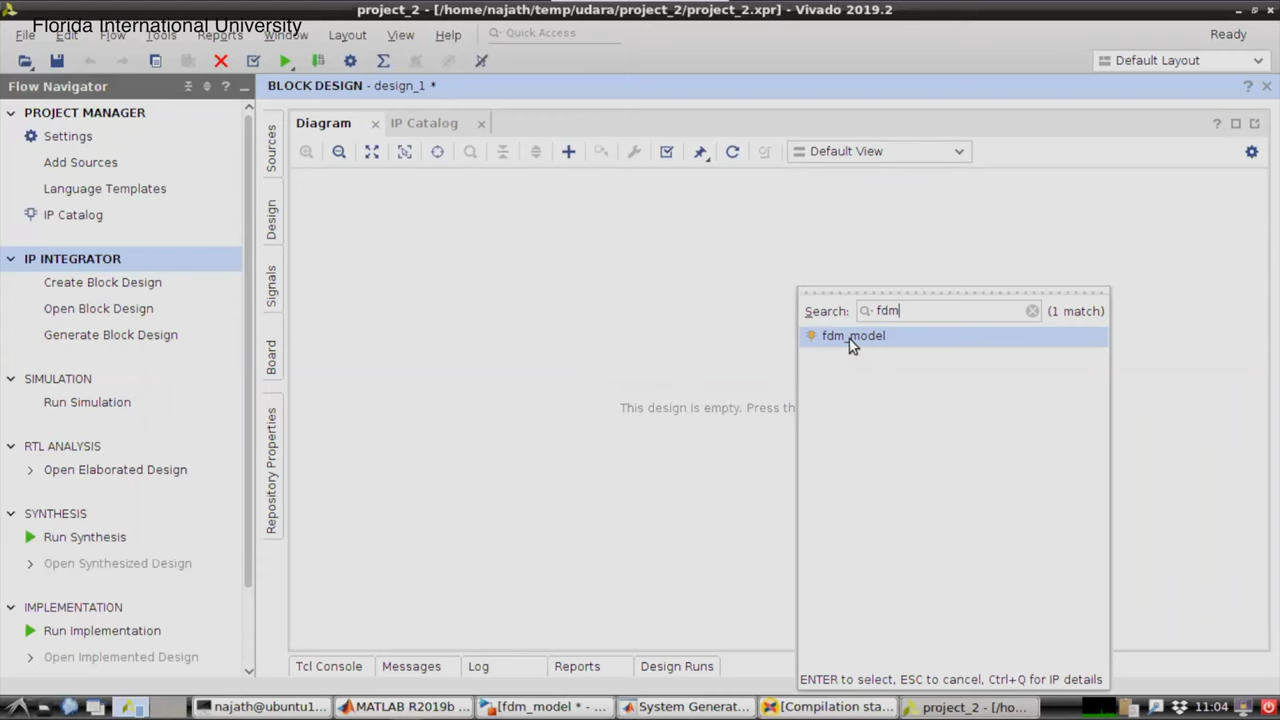 project_2 - [/home/najath/temp/udara/project_2/project_2.xpr] - Vivado 2019.2
Florida International University
File Edit Flow Tools Reports Window Layout View Help Quick Access Ready
Default Layout
Flow Navigator
BLOCK DESIGN - design_1 *
PROJECT MANAGER
Settings
Add Sources
Language Templates
IP Catalog
IP INTEGRATOR
Create Block Design
Open Block Design
Generate Block Design
SIMULATION
Run Simulation
RTL ANALYSIS
Open Elaborated Design
SYNTHESIS
Run Synthesis
Open Synthesized Design
IMPLEMENTATION
Run Implementation
Open Implemented Design
Sources
Design
Signals
Board
Repository Properties
Diagram IP Catalog
Default View
This design is empty. Press th
Search: fdm (1 match)
fdm_model
ENTER to select, ESC to cancel, Ctrl+Q for IP details
Tcl Console Messages Log Reports Design Runs
najath@ubuntu1... MATLAB R2019b ... [fdm_model * - ... System Generat... [Compilation sta... project_2 - [/ho... 11:04